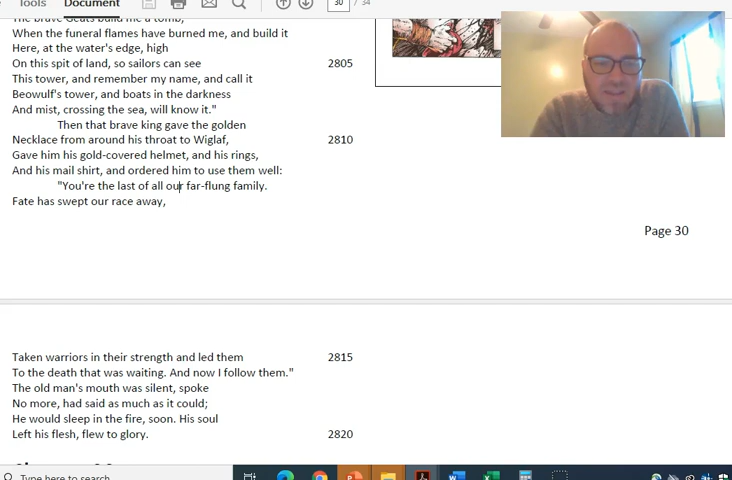 Tools
Document
30 / 34
The brave Geats build me a tomb,
When the funeral flames have burned me, and build it
Here, at the water's edge, high
On this spit of land, so sailors can see 2805
This tower, and remember my name, and call it
Beowulf's tower, and boats in the darkness
And mist, crossing the sea, will know it."
Then that brave king gave the golden
Necklace from around his throat to Wiglaf, 2810
Gave him his gold-covered helmet, and his rings,
And his mail shirt, and ordered him to use them well:
"You're the last of all our far-flung family.
Fate has swept our race away,
Page 30
Taken warriors in their strength and led them 2815
To the death that was waiting. And now I follow them."
The old man's mouth was silent, spoke
No more, had said as much as it could;
He would sleep in the fire, soon. His soul
Left his flesh, flew to glory. 2820
Type here to search